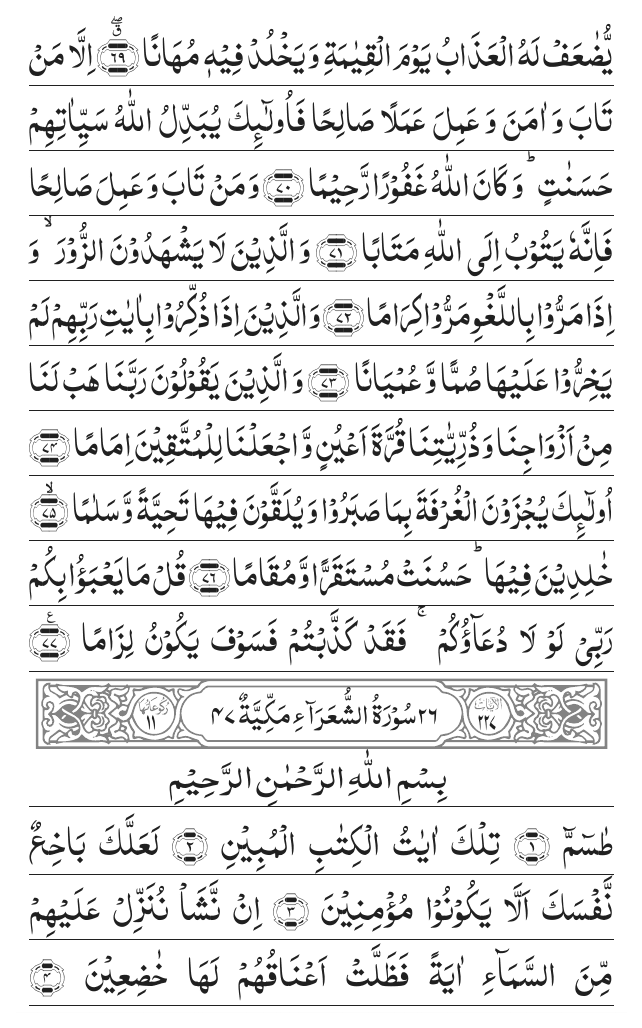 يُّضٰعَفْ لَهُ الْعَذَابُ يَوْمَ الْقِيٰمَةِ وَ يَخْلُدْ فِيْهٖ مُهَانًا ﴿٦٩﴾ۗۖ اِلَّا مَنْ
تَابَ وَ اٰمَنَ وَ عَمِلَ عَمَلًا صَالِحًا فَاُولٰٓئِكَ يُبَدِّلُ اللّٰهُ سَيِّاٰتِهِمْ
حَسَنٰتٍ ؕ وَ كَانَ اللّٰهُ غَفُوْرًا رَّحِيْمًا ﴿٧٠﴾ وَ مَنْ تَابَ وَ عَمِلَ صَالِحًا
فَاِنَّهٗ يَتُوْبُ اِلَى اللّٰهِ مَتَابًا ﴿٧١﴾ وَ الَّذِيْنَ لَا يَشْهَدُوْنَ الزُّوْرَ ۙ وَ
اِذَا مَرُّوْا بِاللَّغْوِ مَرُّوْا كِرَامًا ﴿٧٢﴾ وَ الَّذِيْنَ اِذَا ذُكِّرُوْا بِاٰيٰتِ رَبِّهِمْ لَمْ
يَخِرُّوْا عَلَيْهَا صُمًّا وَّ عُمْيَانًا ﴿٧٣﴾ وَ الَّذِيْنَ يَقُوْلُوْنَ رَبَّنَا هَبْ لَنَا
مِنْ اَزْوَاجِنَا وَ ذُرِّيّٰتِنَا قُرَّةَ اَعْيُنٍ وَّ اجْعَلْنَا لِلْمُتَّقِيْنَ اِمَامًا ﴿٧٤﴾
اُولٰٓئِكَ يُجْزَوْنَ الْغُرْفَةَ بِمَا صَبَرُوْا وَ يُلَقَّوْنَ فِيْهَا تَحِيَّةً وَّ سَلٰمًا ﴿٧٥﴾ۙ
خٰلِدِيْنَ فِيْهَا ؕ حَسُنَتْ مُسْتَقَرًّا وَّ مُقَامًا ﴿٧٦﴾ قُلْ مَا يَعْبَؤُا بِكُمْ
رَبِّيْ لَوْ لَا دُعَآؤُكُمْ ۚ فَقَدْ كَذَّبْتُمْ فَسَوْفَ يَكُوْنُ لِزَامًا ﴿٧٧﴾ع
الآيات ٢٢٧ ٢٦ سُوْرَةُ الشُّعَرَآءِ مَكِّيَّةٌ ٤٧ ركوعاتها ١١
بِسْمِ اللّٰهِ الرَّحْمٰنِ الرَّحِيْمِ
طٰسٓمّٓ ﴿١﴾ تِلْكَ اٰيٰتُ الْكِتٰبِ الْمُبِيْنِ ﴿٢﴾ لَعَلَّكَ بَاخِعٌ
نَّفْسَكَ اَلَّا يَكُوْنُوْا مُؤْمِنِيْنَ ﴿٣﴾ اِنْ نَّشَاْ نُنَزِّلْ عَلَيْهِمْ
مِّنَ السَّمَآءِ اٰيَةً فَظَلَّتْ اَعْنَاقُهُمْ لَهَا خٰضِعِيْنَ ﴿٤﴾